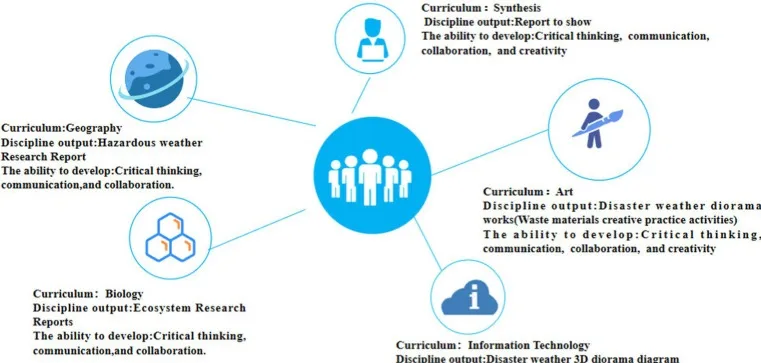 Curriculum：Synthesis
Discipline output:Report to show
The ability to develop:Critical thinking, communication,
collaboration, and creativity
Curriculum:Geography
Discipline output:Hazardous weather
Research Report
The ability to develop:Critical thinking,
communication,and collaboration.
Curriculum：Art
Discipline output:Disaster weather diorama
works(Waste materials creative practice activities)
The ability to develop:Critical thinking,
communication, collaboration, and creativity
Curriculum：Biology
Discipline output:Ecosystem Research
Reports
The ability to develop:Critical thinking,
communication,and collaboration.
i
Curriculum：Information Technology
Discipline output:Disaster weather 3D diorama diagram